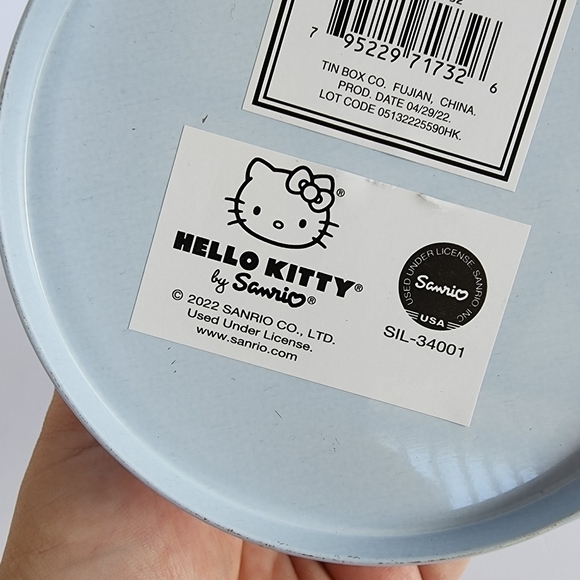 7 95229 71732 6
TIN BOX CO. FUJIAN, CHINA.
PROD. DATE 04/29/22.
LOT CODE 05132225590HK.
®
HELLO KITTY®
by Sanrio®
© 2022 SANRIO CO., LTD.
Used Under License.
www.sanrio.com
USED UNDER LICENSE SANRIO INC.
Sanrio
USA
SIL-34001